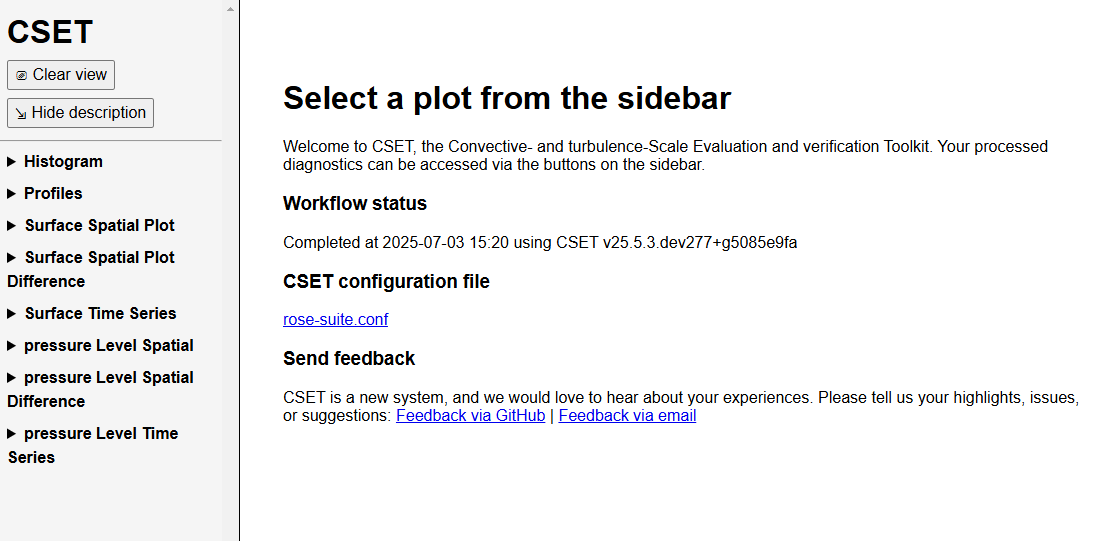 CSET
Clear view
Hide description
Histogram
Profiles
Surface Spatial Plot
Surface Spatial Plot
Difference
Surface Time Series
pressure Level Spatial
pressure Level Spatial
Difference
pressure Level Time
Series
Select a plot from the sidebar
Welcome to CSET, the Convective- and turbulence-Scale Evaluation and verification Toolkit. Your processed
diagnostics can be accessed via the buttons on the sidebar.
Workflow status
Completed at 2025-07-03 15:20 using CSET v25.5.3.dev277+g5085e9fa
CSET configuration file
rose-suite.conf
Send feedback
CSET is a new system, and we would love to hear about your experiences. Please tell us your highlights, issues,
or suggestions: Feedback via GitHub | Feedback via email